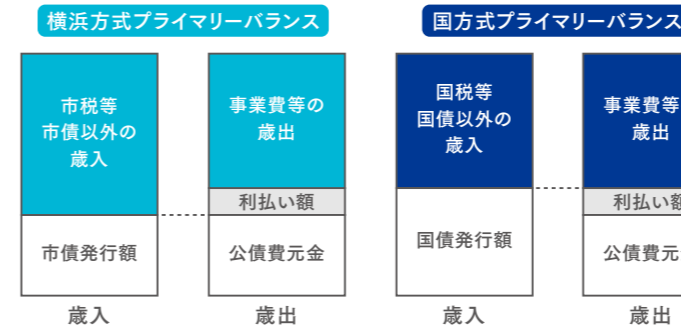 横浜方式プライマリーバランス
市税等
市債以外の
歳入
市債発行額
歳入
事業費等の
歳出
利払い額
公債費元金
歳出
国方式プライマリーバランス
国税等
国債以外の
歳入
国債発行額
歳入
事業費等
歳出
利払い額
公債費元
歳出